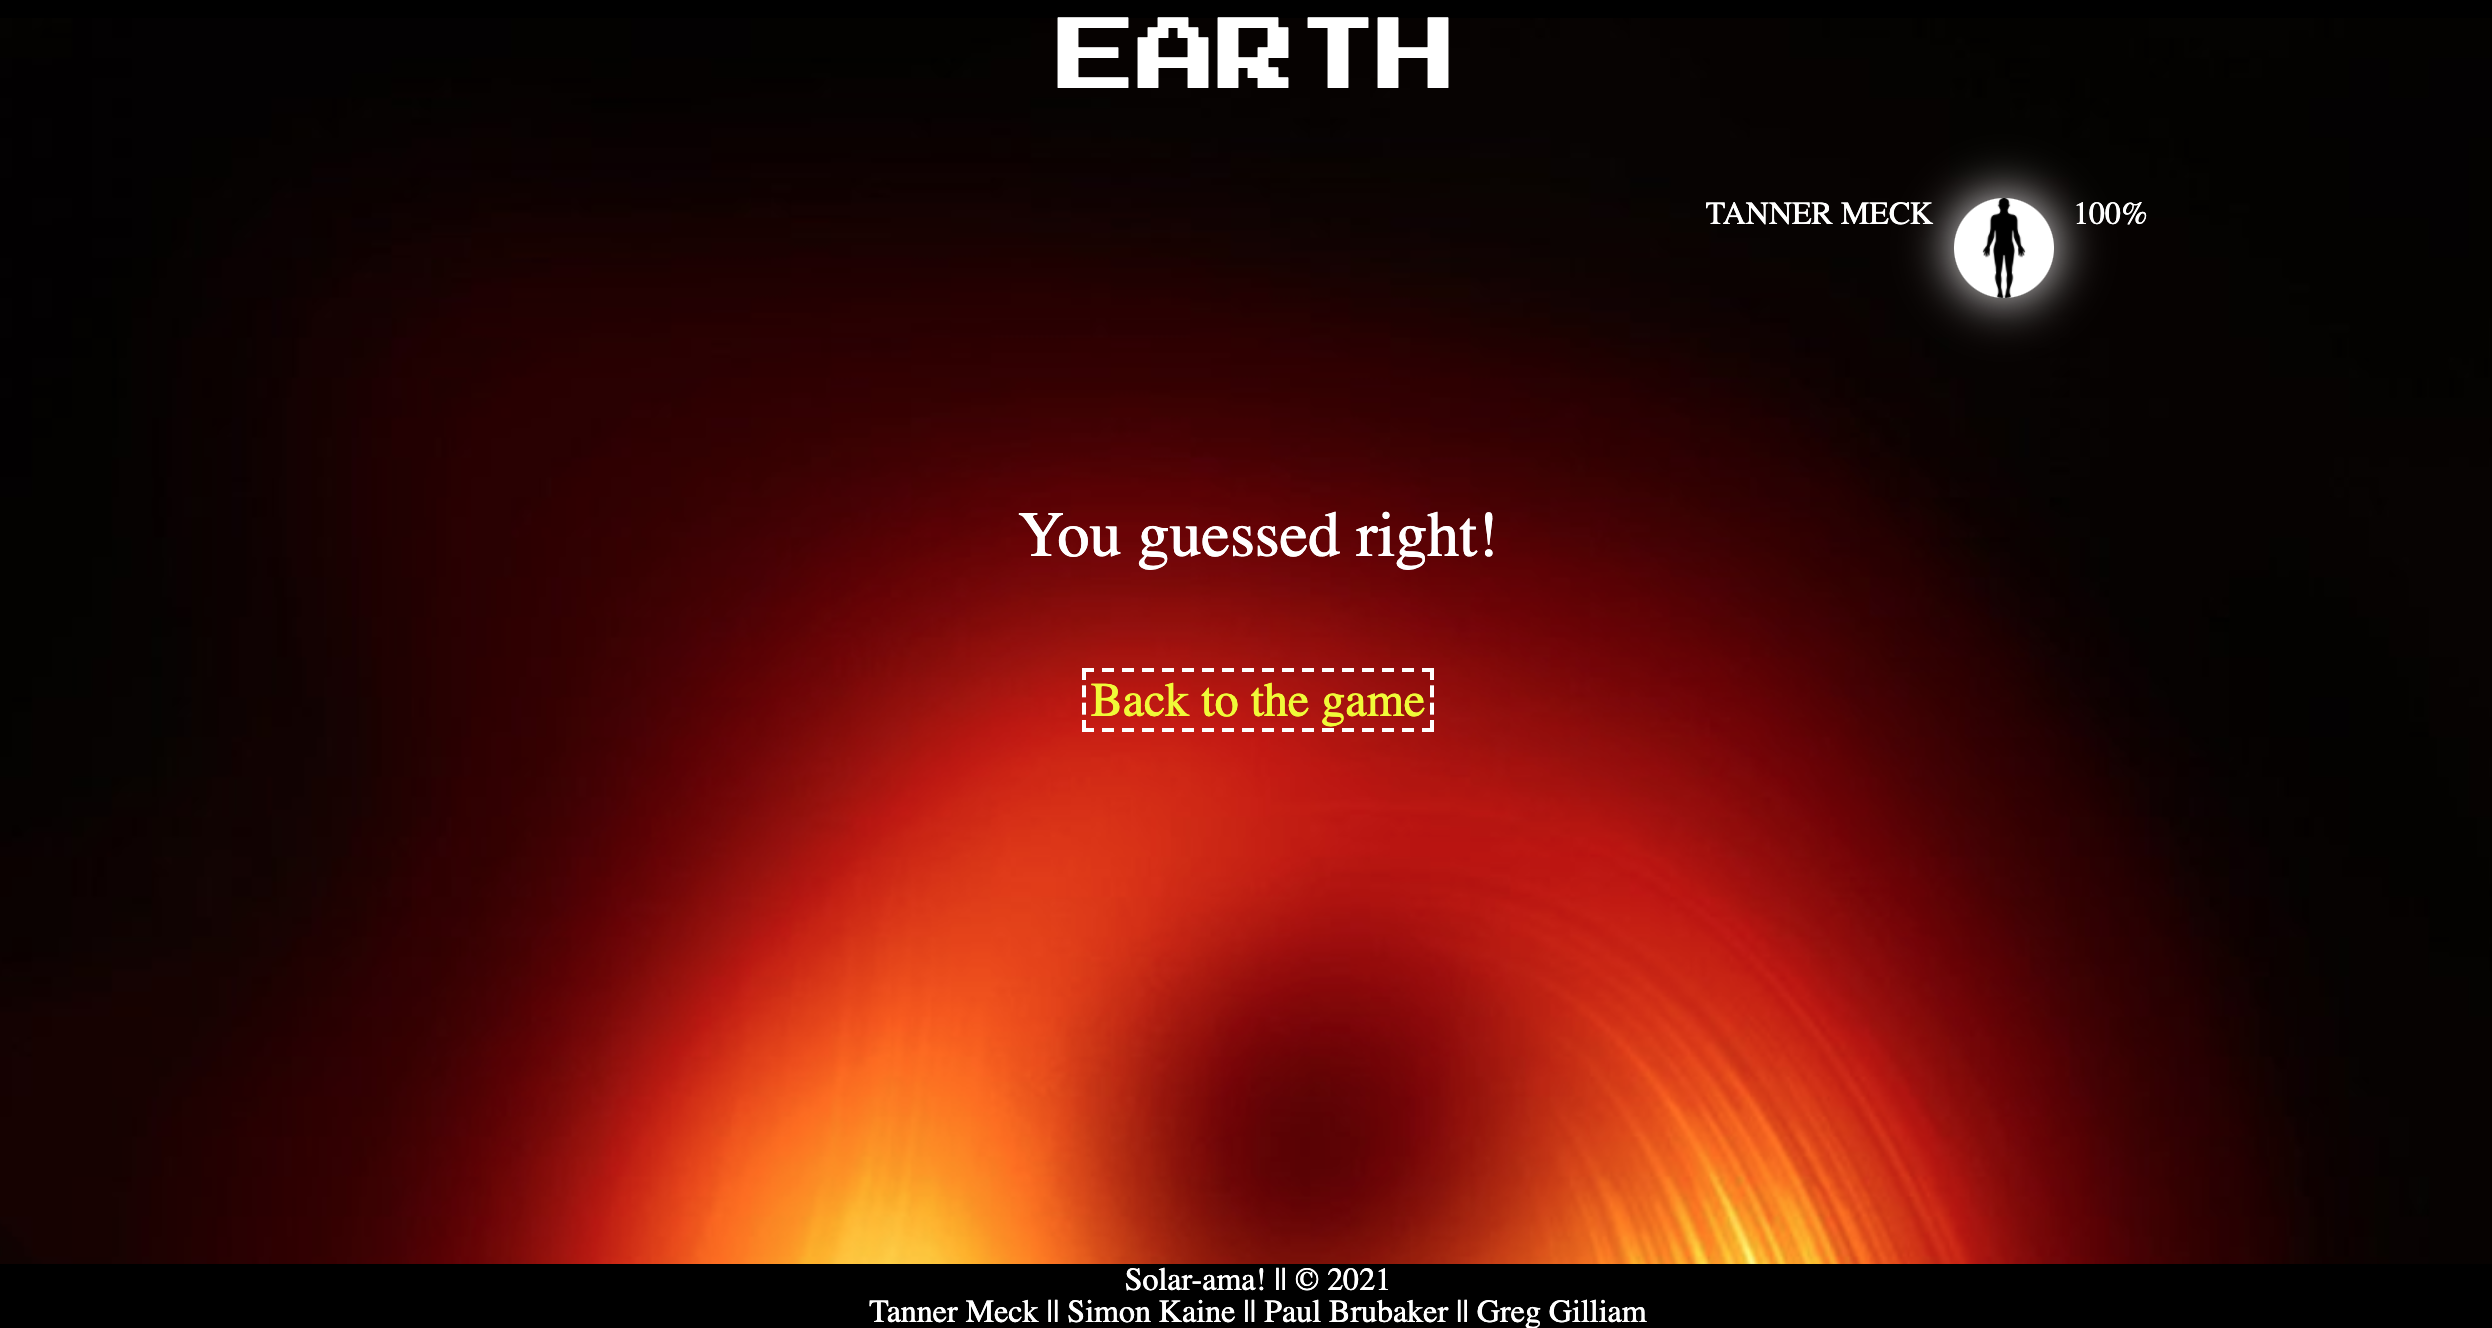 EARTH
TANNER MECK 100%
You guessed right!
Back to the game
Solar-ama! || © 2021
Tanner Meck || Simon Kaine || Paul Brubaker || Greg Gilliam